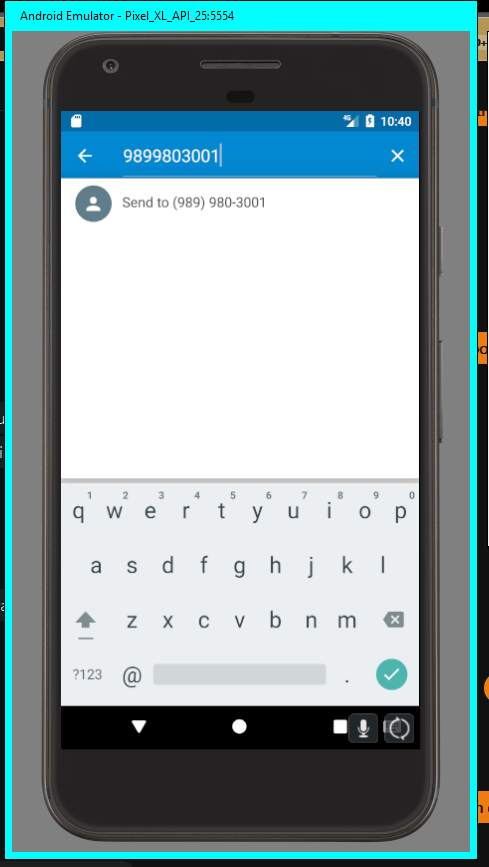 Android Emulator - Pixel_XL_API_25:5554
4G 10:40
9899803001
Send to (989) 980-3001
1 2 3 4 5 6 7 8 9 0
q w e r t y u i o p
a s d f g h j k l
z x c v b n m
?123 @ .